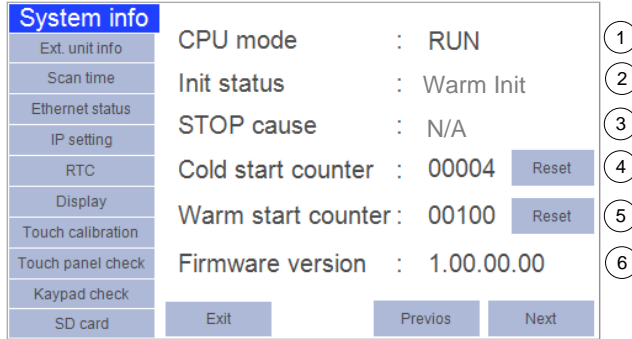 System info
Ext. unit info
Scan time
Ethernet status
IP setting
RTC
Display
Touch calibration
Touch panel check
Kaypad check
SD card
CPU mode : RUN 1
Init status : Warm Init 2
STOP cause : N/A 3
Cold start counter : 00004 Reset 4
Warm start counter : 00100 Reset 5
Firmware version : 1.00.00.00 6
Exit Previos Next